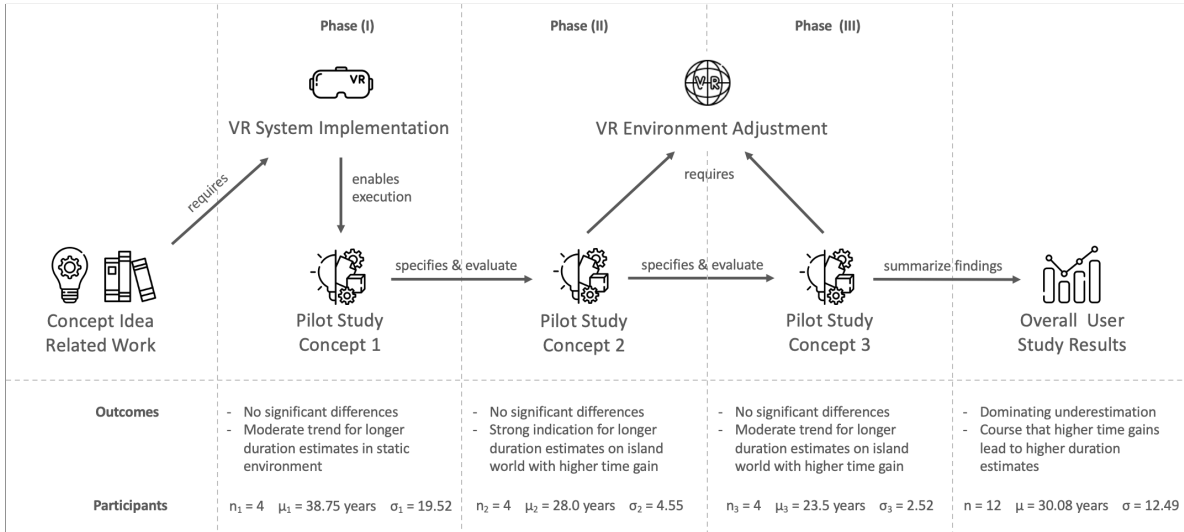 Phase (I)
Phase (II)
Phase (III)
VR
VR
VR System Implementation
VR Environment Adjustment
requires
enables
execution
requires
specifies & evaluate
specifies & evaluate
summarize findings
Concept Idea
Related Work
Pilot Study
Concept 1
Pilot Study
Concept 2
Pilot Study
Concept 3
Overall User
Study Results
Outcomes
- No significant differences
- Moderate trend for longer
duration estimates in static
environment
- No significant differences
- Strong indication for longer
duration estimates on island
world with higher time gain
- No significant differences
- Moderate trend for longer
duration estimates on island
world with higher time gain
- Dominating underestimation
- Course that higher time gains
lead to higher duration
estimates
Participants
n₁ = 4 μ₁ = 38.75 years σ₁ = 19.52
n₂ = 4 μ₂ = 28.0 years σ₂ = 4.55
n₃ = 4 μ₃ = 23.5 years σ₃ = 2.52
n = 12 μ = 30.08 years σ = 12.49